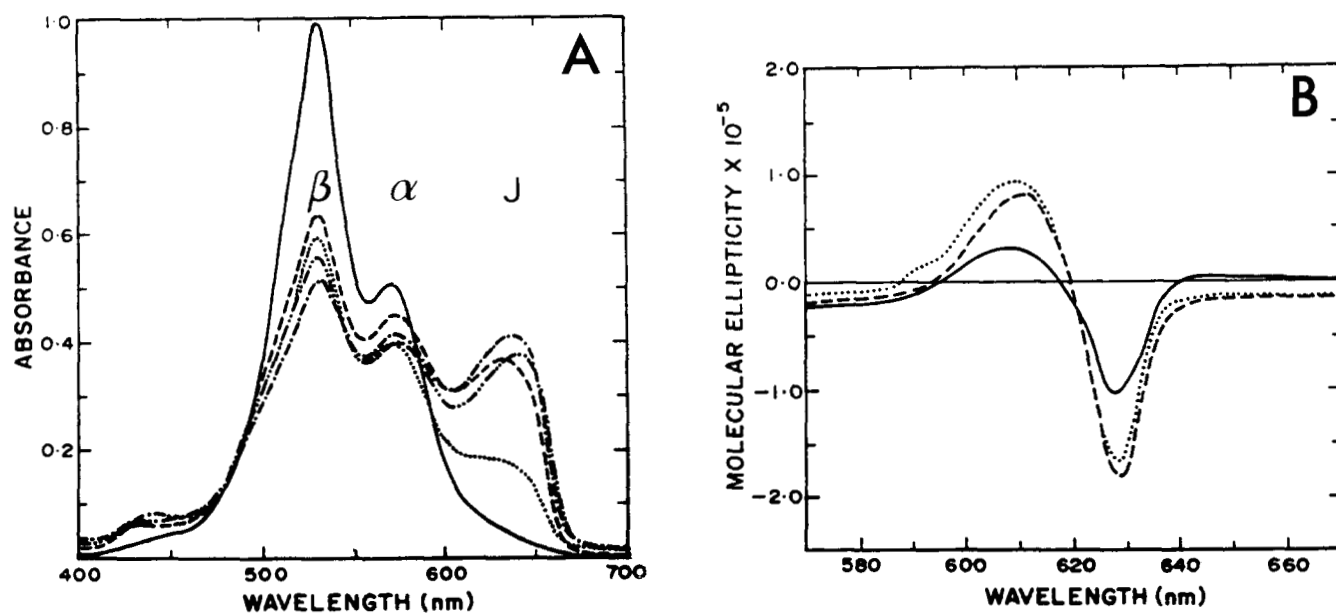 A
β
α
J
1.0
0.8
0.6
0.4
0.2
400
500
600
700
ABSORBANCE
WAVELENGTH (nm)
B
2.0
1.0
0.0
-1.0
-2.0
580
600
620
640
660
MOLECULAR ELLIPTICITY X 10⁻⁵
WAVELENGTH (nm)